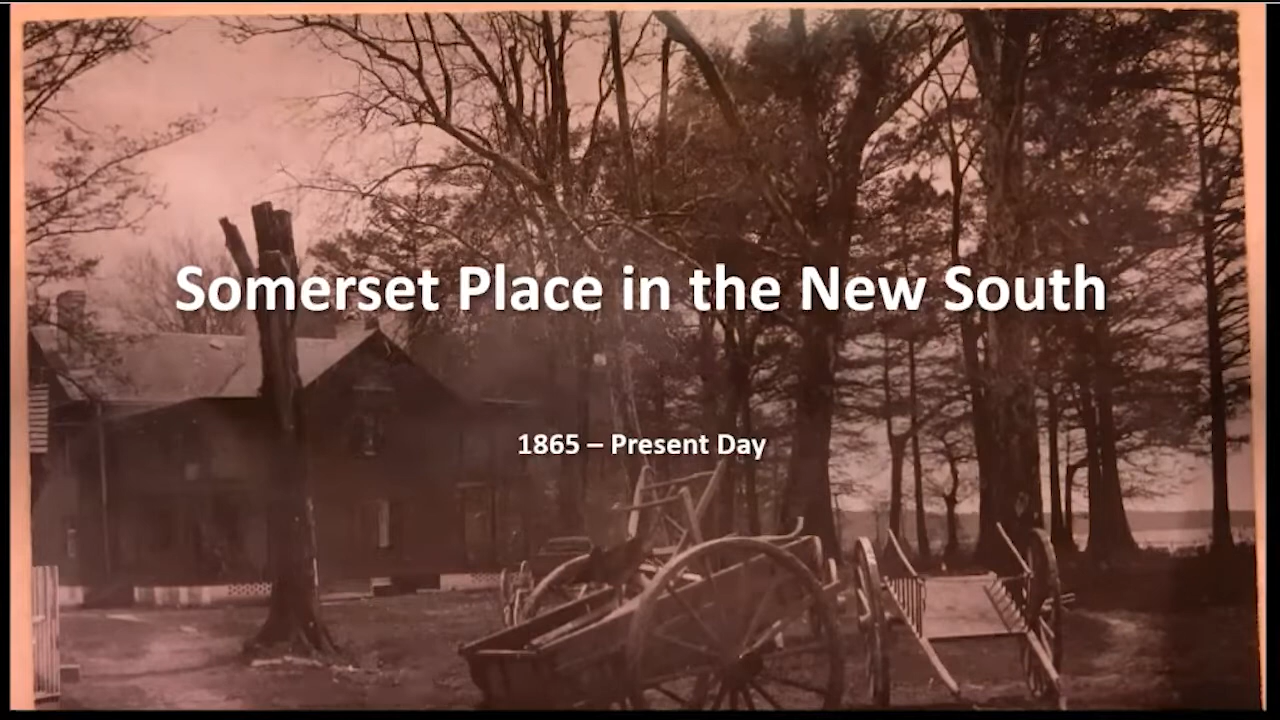 Somerset Place in the New South
1865 – Present Day